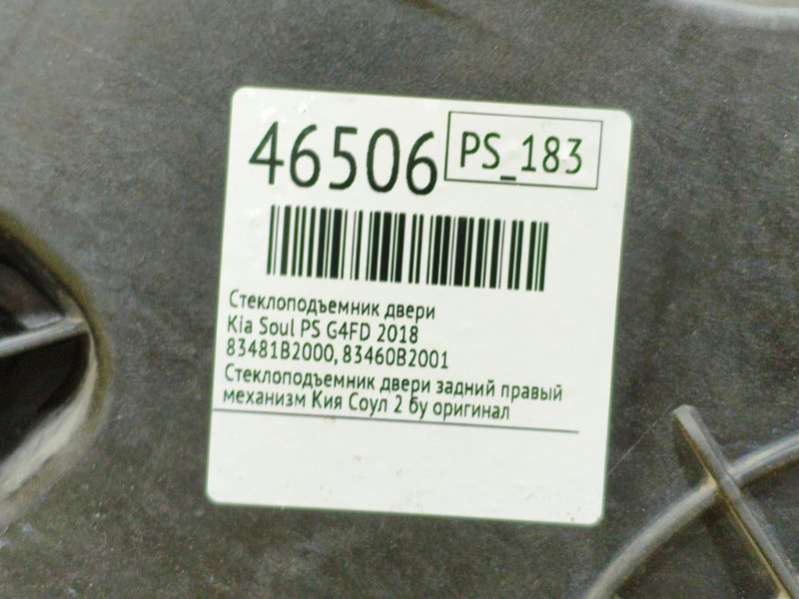 46506 PS_183
Стеклоподъемник двери
Kia Soul PS G4FD 2018
83481B2000, 83460B2001
Стеклоподъемник двери задний правый
механизм Кия Соул 2 бу оригинал